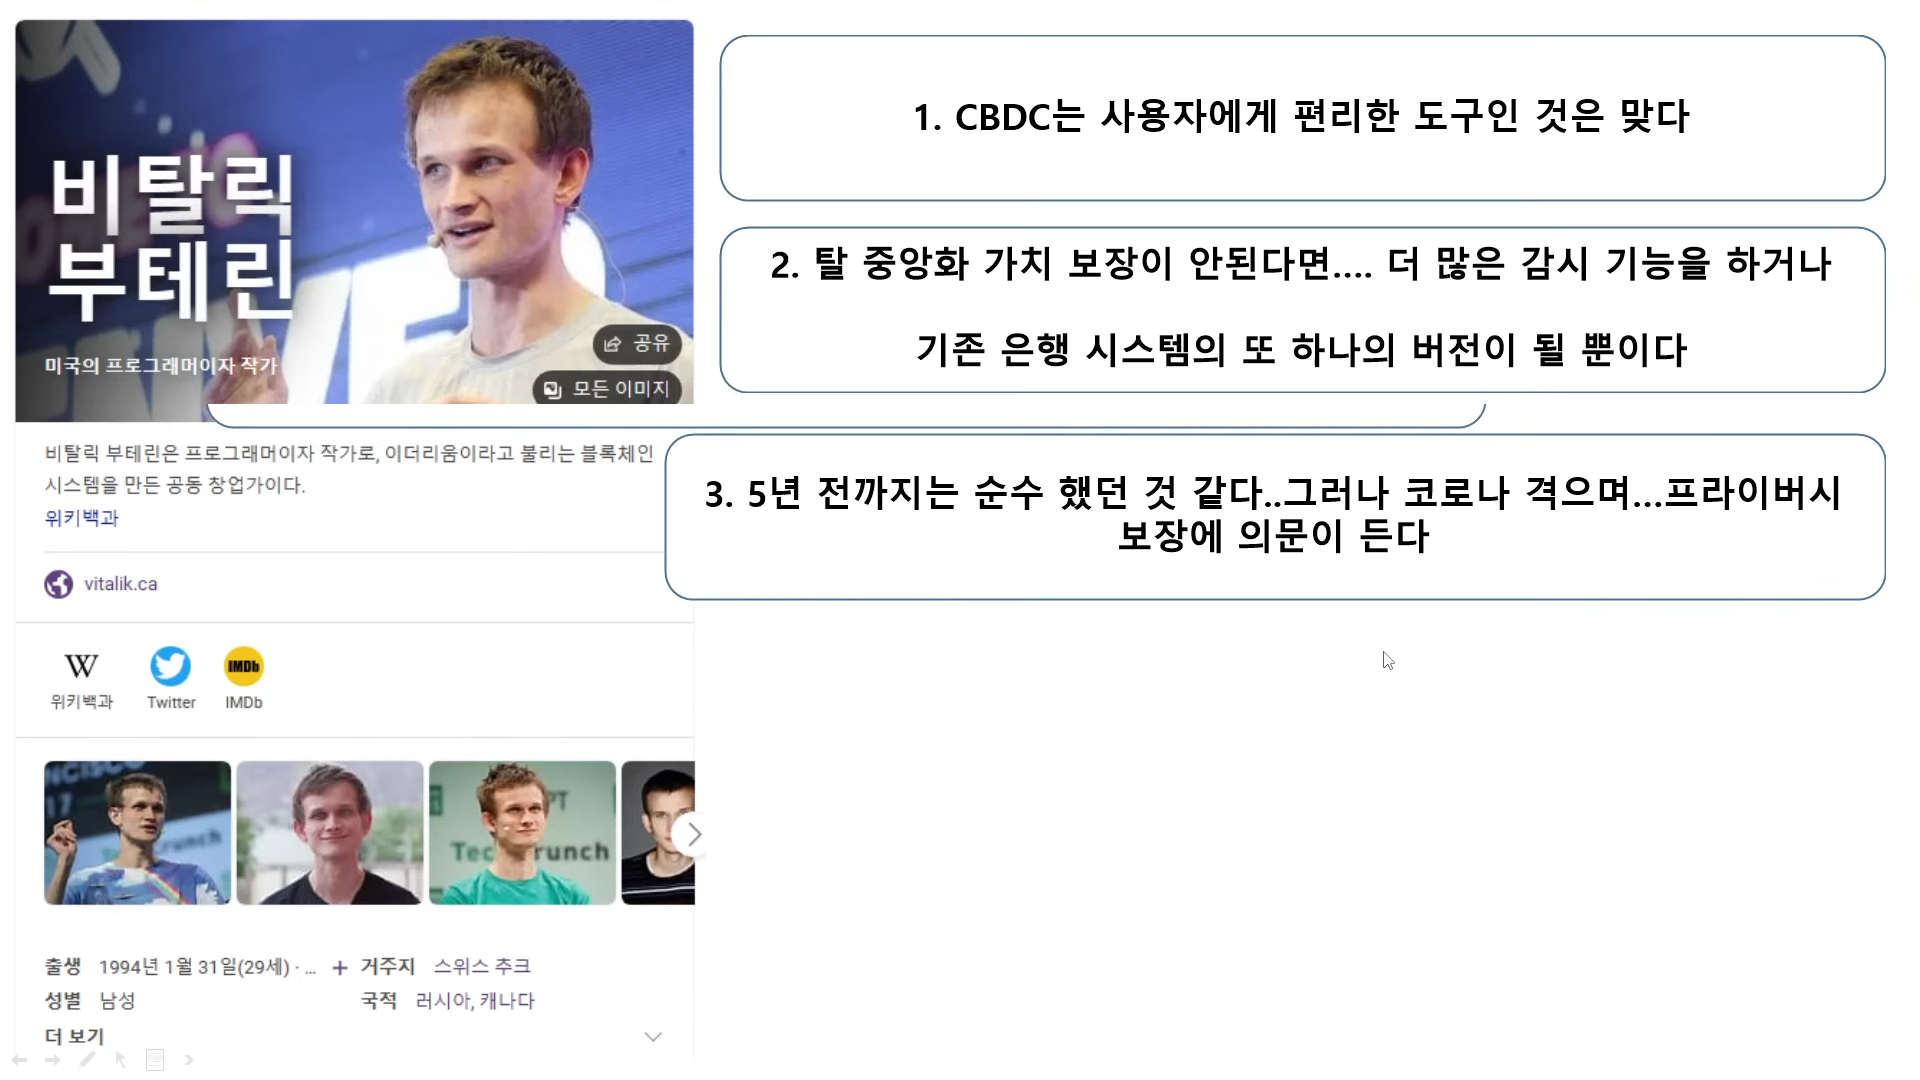 비탈릭
부테린
미국의 프로그래머이자 작가
공유
모든 이미지
비탈릭 부테린은 프로그래머이자 작가로, 이더리움이라고 불리는 블록체인
시스템을 만든 공동 창업가이다.
위키백과
vitalik.ca
W
IMDb
위키백과
Twitter
IMDb
NCISCO
17
출생 1994년 1월 31일(29세) · ...
거주지 스위스 추크
성별 남성
국적 러시아, 캐나다
더 보기
1. CBDC는 사용자에게 편리한 도구인 것은 맞다
2. 탈 중앙화 가치 보장이 안된다면.... 더 많은 감시 기능을 하거나
기존 은행 시스템의 또 하나의 버전이 될 뿐이다
3. 5년 전까지는 순수 했던 것 같다..그러나 코로나 격으며...프라이버시
보장에 의문이 든다